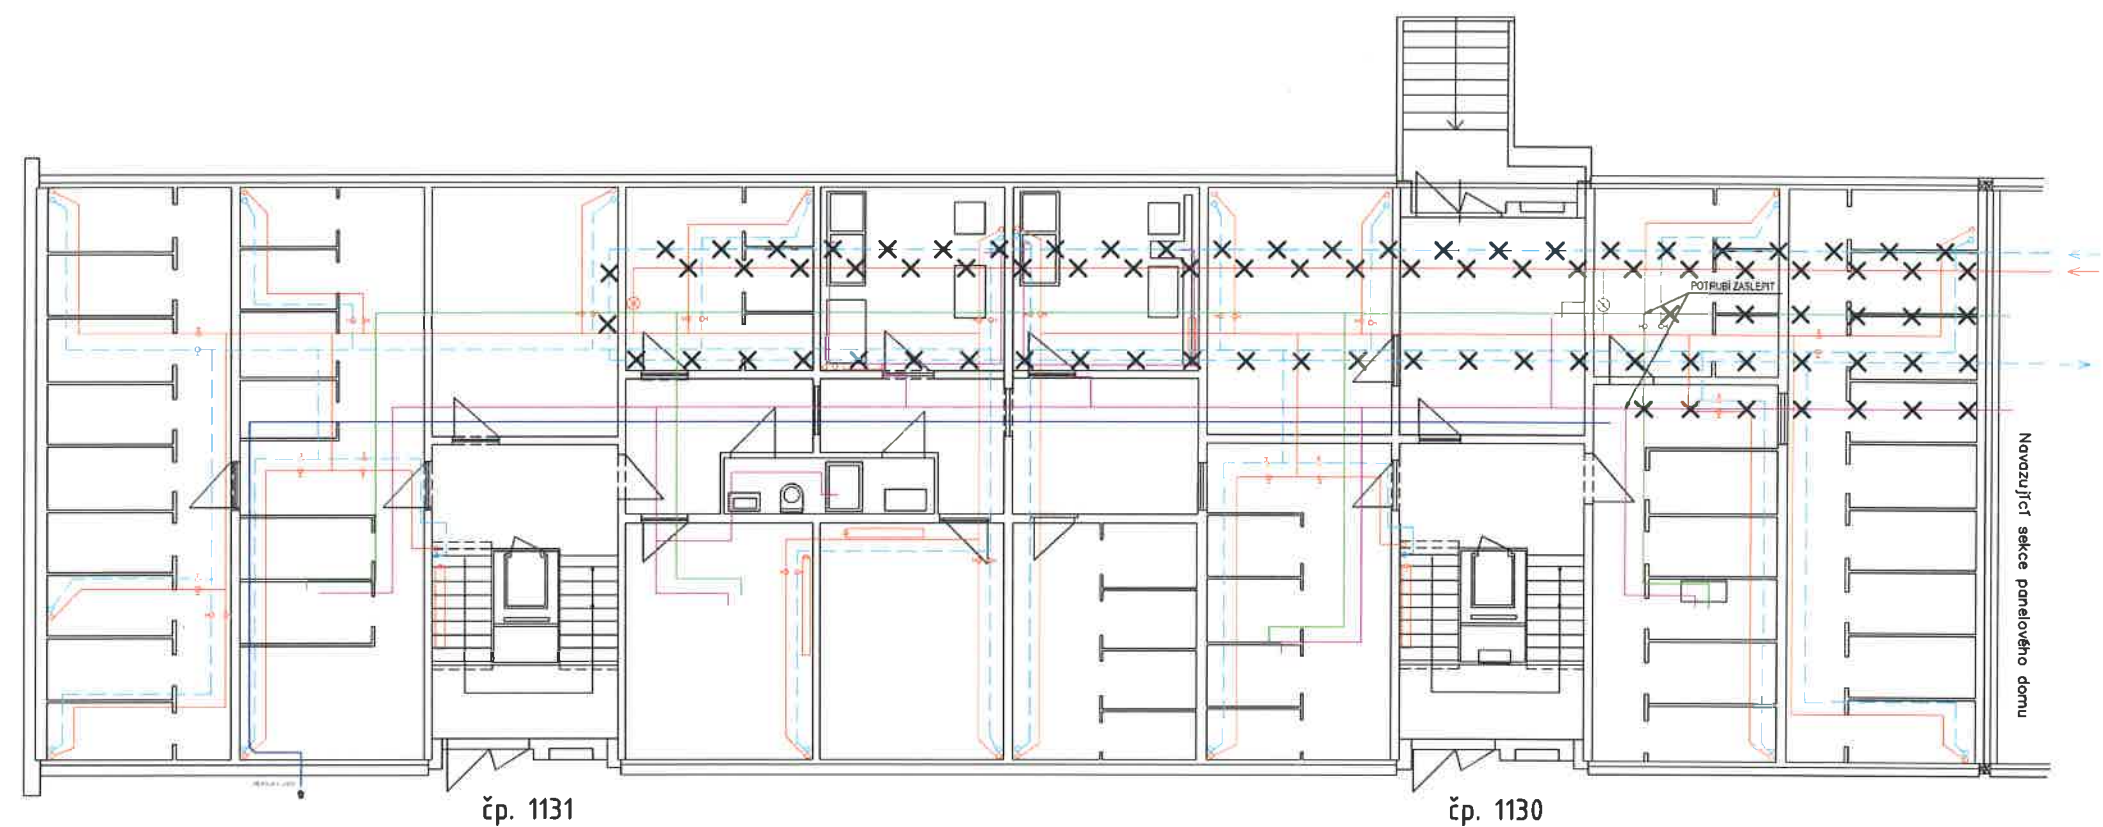 POTRUBÍ ZASLEPIT
Navazující sekce panelového domu
čp. 1131
čp. 1130